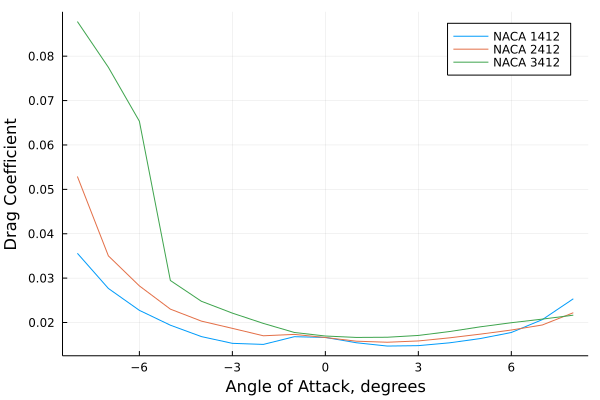 NACA 1412
NACA 2412
NACA 3412
0.08
0.07
0.06
0.05
0.04
0.03
0.02
Drag Coefficient
−6
−3
0
3
6
Angle of Attack, degrees